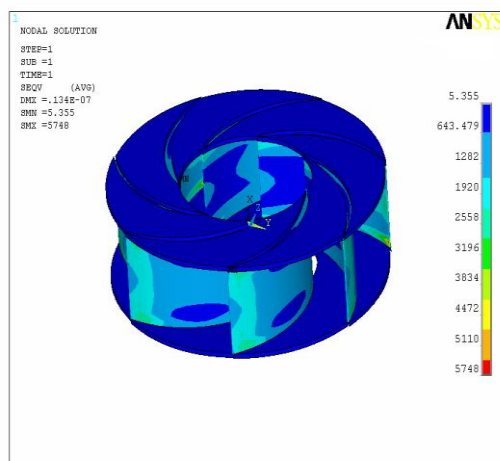 1
ANSYS
NODAL SOLUTION
STEP=1
SUB =1
TIME=1
SEQV (AVG)
DMX =.134E-07
SMN =5.355
SMX =5748
5.355
643.479
1282
1920
2558
3196
3834
4472
5110
5748
MN
X
Z
Y